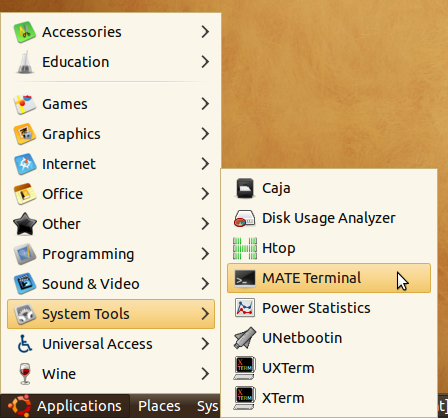 Accessories
Education
Games
Graphics
Internet
Office
Other
Programming
Sound & Video
System Tools
Universal Access
Wine
Caja
Disk Usage Analyzer
Htop
MATE Terminal
Power Statistics
UNetbootin
UXTerm
XTerm
Applications Places Sys